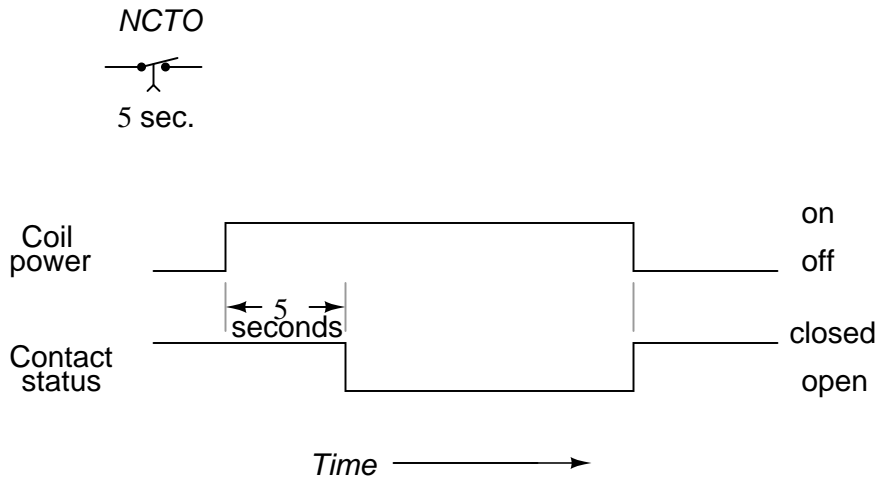 NCTO
5 sec.
on
Coil
power
off
5
seconds
closed
Contact
status
open
Time